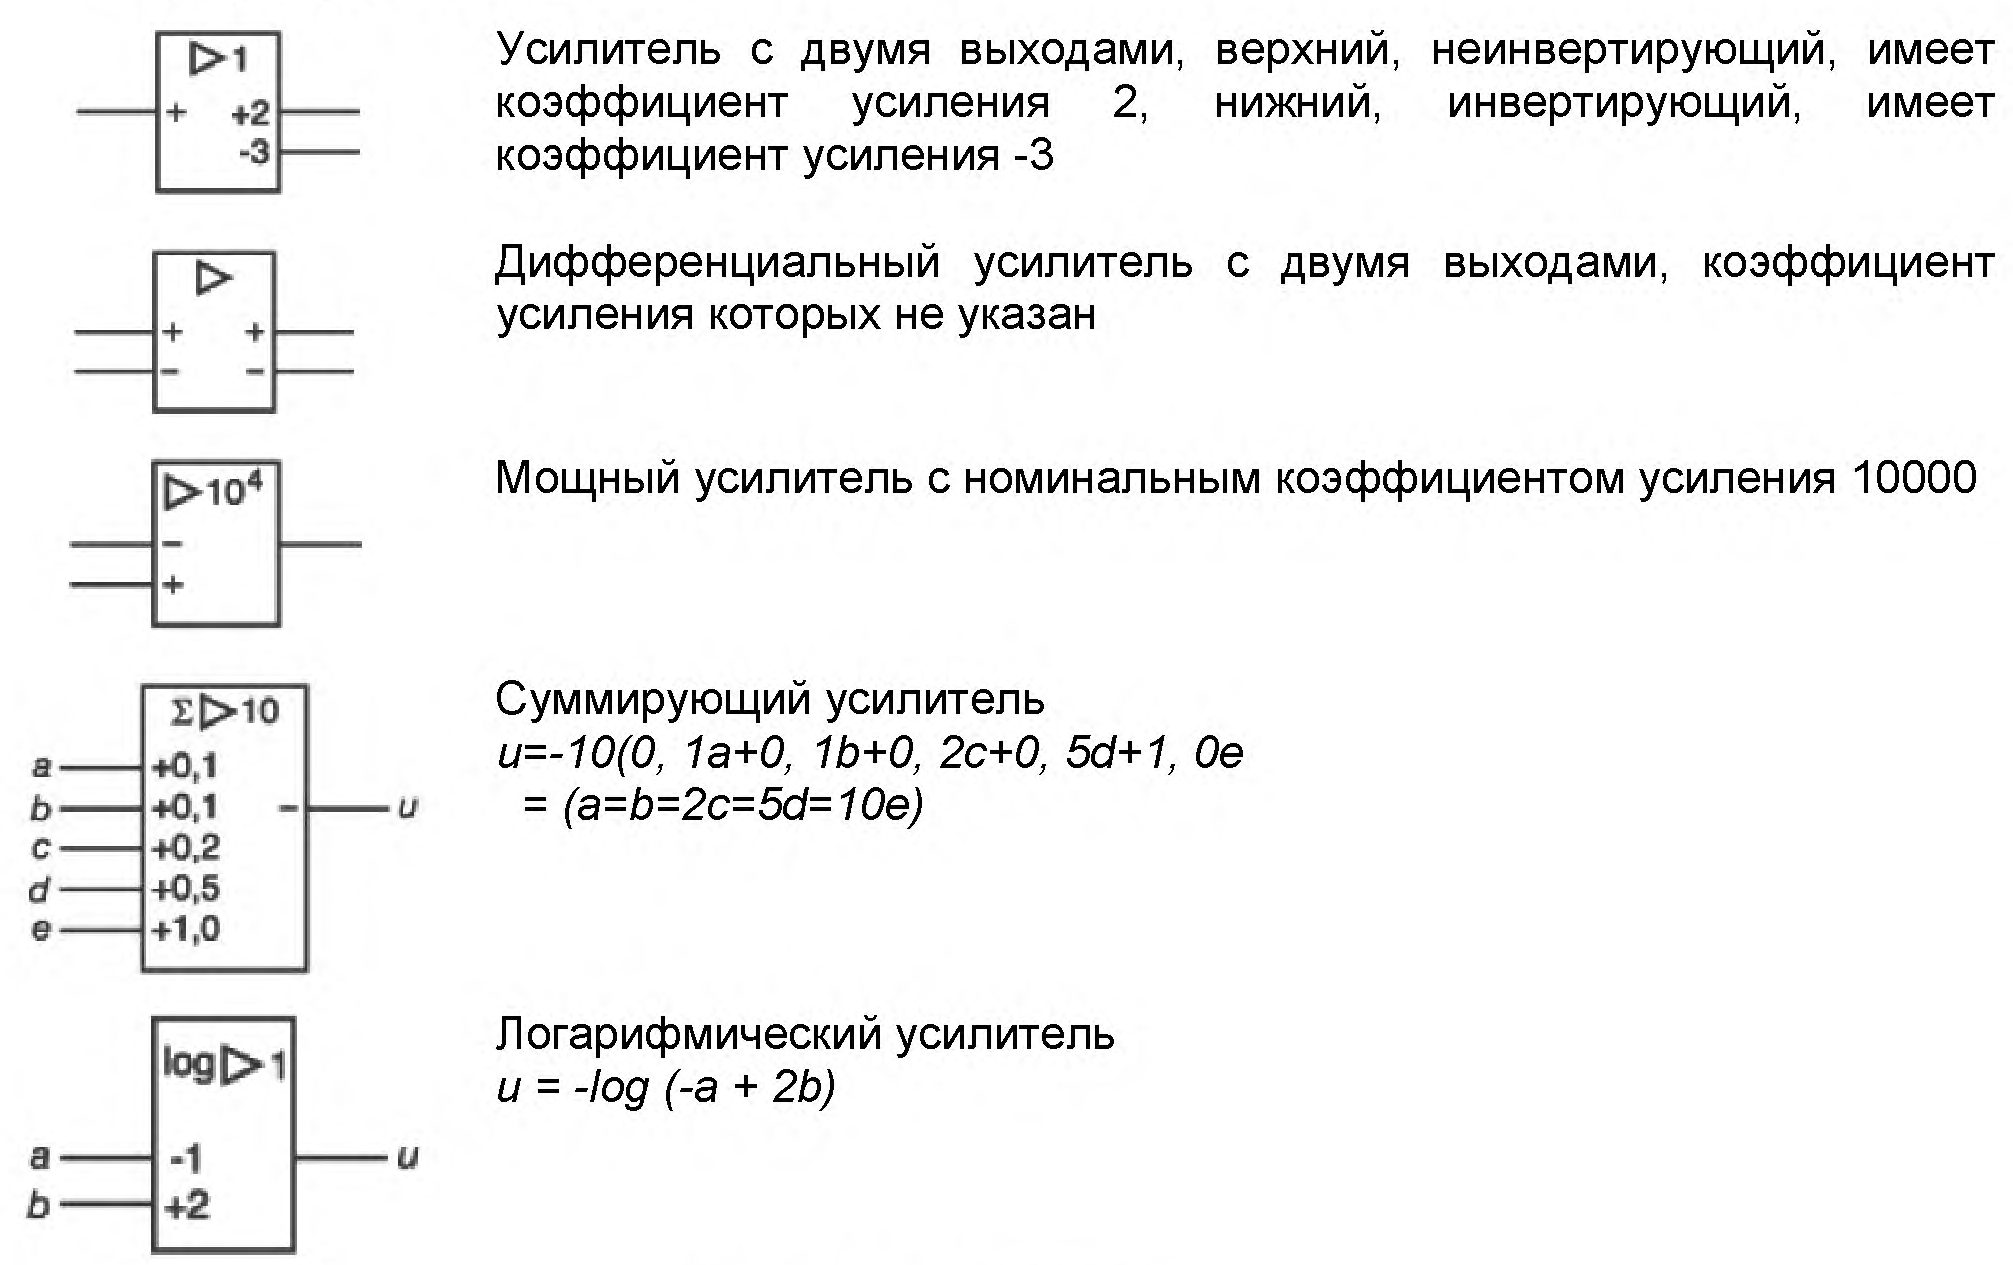 ▷1
Усилитель с двумя выходами, верхний, неинвертирующий, имеет
+ +2
коэффициент усиления 2, нижний, инвертирующий, имеет
-3
коэффициент усиления -3
▷
Дифференциальный усилитель с двумя выходами, коэффициент
усиления которых не указан
+ +
− −
▷10⁴
Мощный усилитель с номинальным коэффициентом усиления 10000
−
+
Σ▷10
Суммирующий усилитель
u=-10(0, 1a+0, 1b+0, 2c+0, 5d+1, 0e
= (a=b=2c=5d=10e)
a +0,1
b +0,1 − u
c +0,2
d +0,5
e +1,0
log▷1
Логарифмический усилитель
u = -log (-a + 2b)
a -1 u
b +2